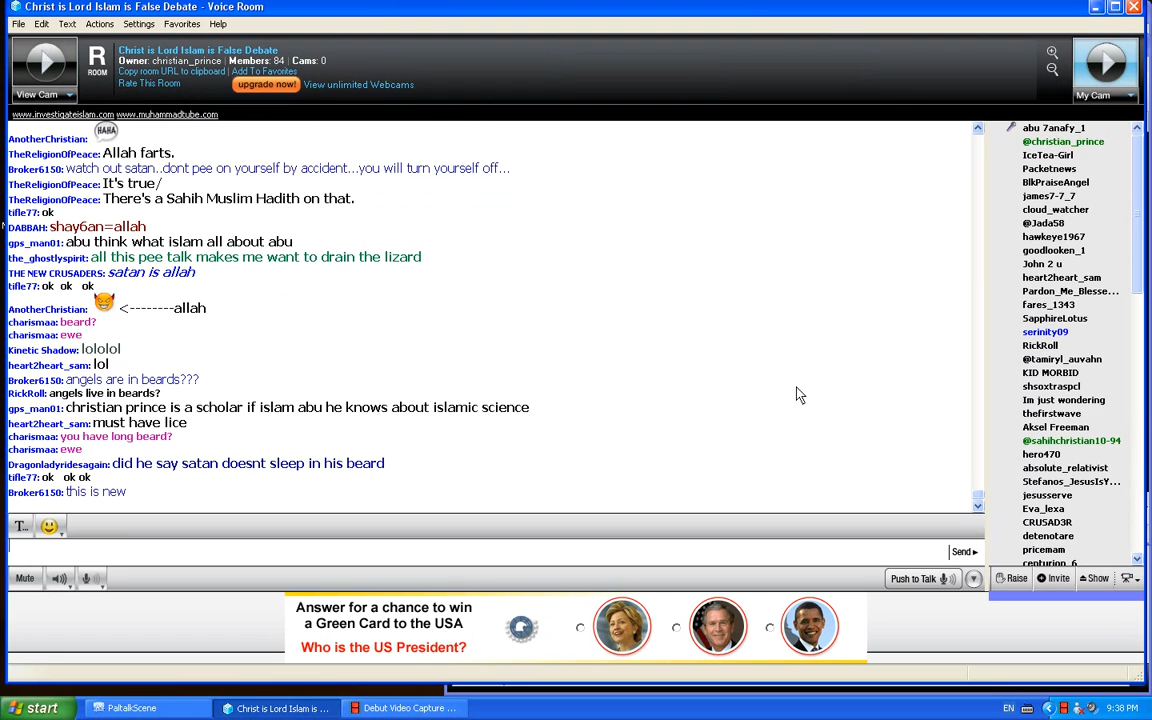 Christ is Lord Islam is False Debate - Voice Room
File Edit Text Actions Settings Favorites Help
Christ is Lord Islam is False Debate
Owner: christian_prince | Members: 84 | Cams: 0
Copy room URL to clipboard | Add To Favorites
Rate This Room upgrade now! View unlimited Webcams
R
ROOM
View Cam
My Cam
www.investigateislam.com www.muhammadtube.com
AnotherChristian: HAHA
TheReligionOfPeace: Allah farts.
Broker6150: watch out satan..dont pee on yourself by accident...you will turn yourself off...
TheReligionOfPeace: It's true/
TheReligionOfPeace: There's a Sahih Muslim Hadith on that.
tifle77: ok
DABBAH: shay6an=allah
gps_man01: abu think what islam all about abu
the_ghostlyspirit: all this pee talk makes me want to drain the lizard
THE NEW CRUSADERS: satan is allah
tifle77: ok ok ok
AnotherChristian: <--------allah
charismaa: beard?
charismaa: ewe
Kinetic Shadow: lololol
heart2heart_sam: lol
Broker6150: angels are in beards???
RickRoll: angels live in beards?
gps_man01: christian prince is a scholar if islam abu he knows about islamic science
heart2heart_sam: must have lice
charismaa: you have long beard?
charismaa: ewe
Dragonladyridesagain: did he say satan doesnt sleep in his beard
tifle77: ok ok ok
Broker6150: this is new
abu 7anafy_1
@christian_prince
IceTea-Girl
Packetnews
BlkPraiseAngel
james7-7_7
cloud_watcher
@Jada58
hawkeye1967
goodlooken_1
John 2 u
heart2heart_sam
Pardon_Me_Blesse...
fares_1343
SapphireLotus
serinity09
RickRoll
@tamiryl_auvahn
KID MORBID
shsoxtraspcl
Im just wondering
thefirstwave
Aksel Freeman
@sahihchristian10-94
hero470
absolute_relativist
Stefanos_JesusIsY...
jesusserve
Eva_lexa
CRUSAD3R
detenotare
pricemam
centurion_6
T...
Send
Mute
Push to Talk
Raise Invite Show
Answer for a chance to win
a Green Card to the USA
Who is the US President?
start PaltalkScene Christ is Lord Islam is... Debut Video Capture ... EN 9:38 PM